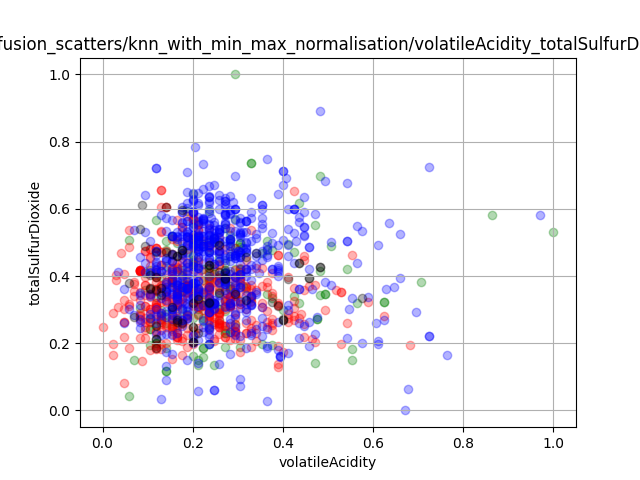 fusion_scatters/knn_with_min_max_normalisation/volatileAcidity_totalSulfurD
1.0
0.8
0.6
0.4
0.2
0.0
totalSulfurDioxide
0.0 0.2 0.4 0.6 0.8 1.0
volatileAcidity